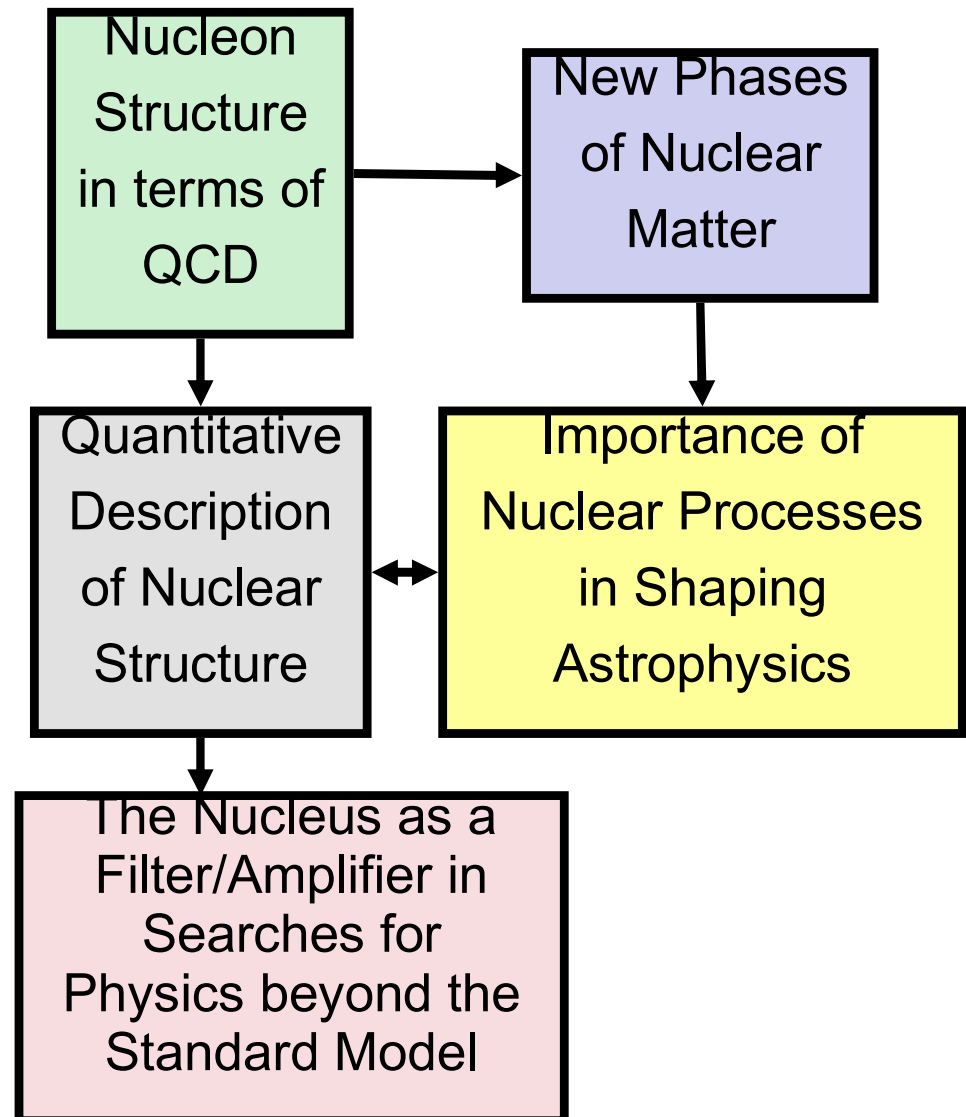 Nucleon
Structure
in terms of
QCD
New Phases
of Nuclear
Matter
Quantitative
Description
of Nuclear
Structure
Importance of
Nuclear Processes
in Shaping
Astrophysics
The Nucleus as a
Filter/Amplifier in
Searches for
Physics beyond the
Standard Model